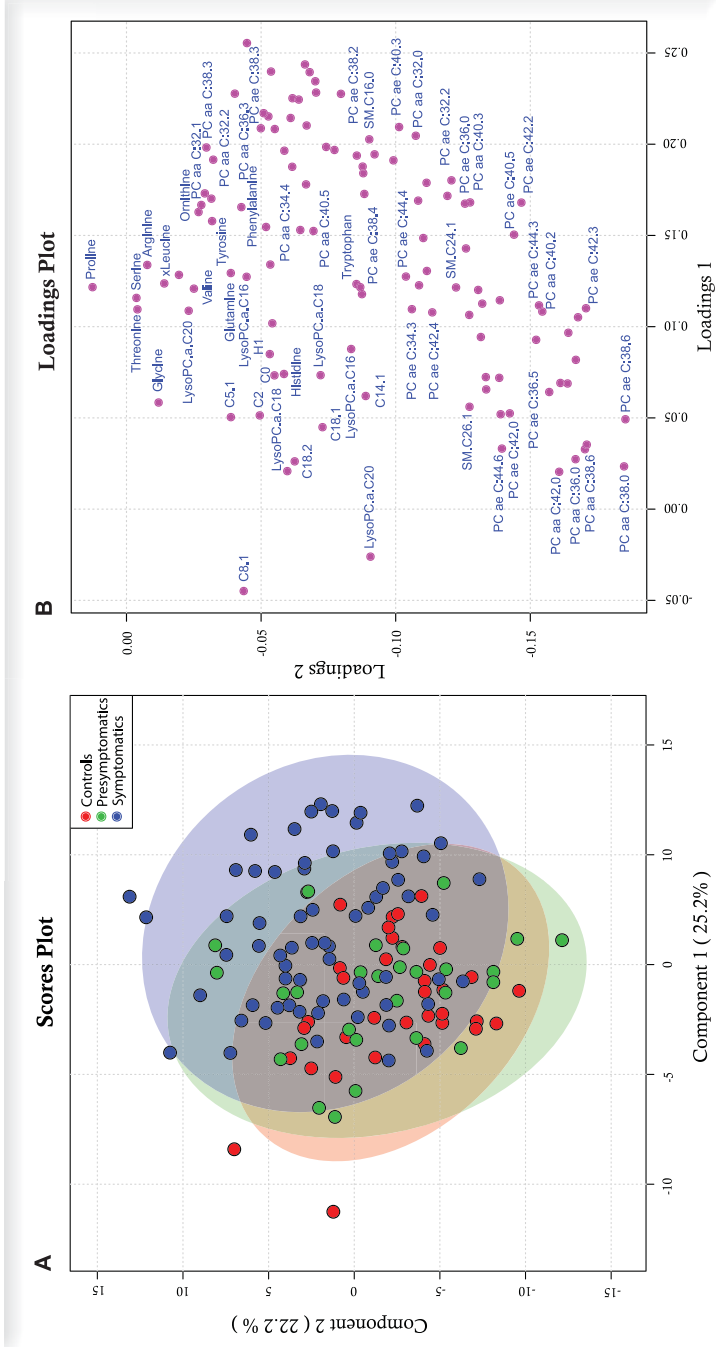 A
Scores Plot
Controls
Presymptomatics
Symptomatics
15
10
5
0
-5
-10
-15
Component 2 ( 22.2 % )
-10
-5
0
5
10
15
Component 1 ( 25.2% )
B
Loadings Plot
Proline
Threonine
Serine
Arginine
Glycine
xLeucine
Ornithine
PC aa C:32.1
PC aa C:38.3
LysoPC.a.C20
Valine
Tyrosine
PC aa C:32.2
C5.1
Glutamine
LysoPC.a.C16
Phenylalanine
PC ae C:36.3
PC ae C:38.3
C8.1
C2
H1
C0
LysoPC.a.C18
PC aa C:34.4
Histidine
C18.2
LysoPC.a.C18
PC aa C:40.5
C18.1
LysoPC.a.C16
Tryptophan
PC ae C:38.2
LysoPC.a.C20
C14.1
PC ae C:38.4
SM.C16.0
PC ae C:44.4
PC ae C:40.3
PC ae C:34.3
PC ae C:32.0
PC ae C:42.4
SM.C24.1
PC ae C:32.2
SM.C26.1
PC ae C:36.0
PC aa C:40.3
PC ae C:44.6
PC ae C:42.0
PC ae C:40.5
PC ae C:42.2
PC ae C:36.5
PC ae C:44.3
PC aa C:40.2
PC aa C:42.0
PC aa C:36.0
PC aa C:38.6
PC ae C:42.3
PC aa C:38.0
PC ae C:38.6
0.00
-0.05
-0.10
-0.15
Loadings 2
-0.05
0.00
0.05
0.10
0.15
0.20
0.25
Loadings 1